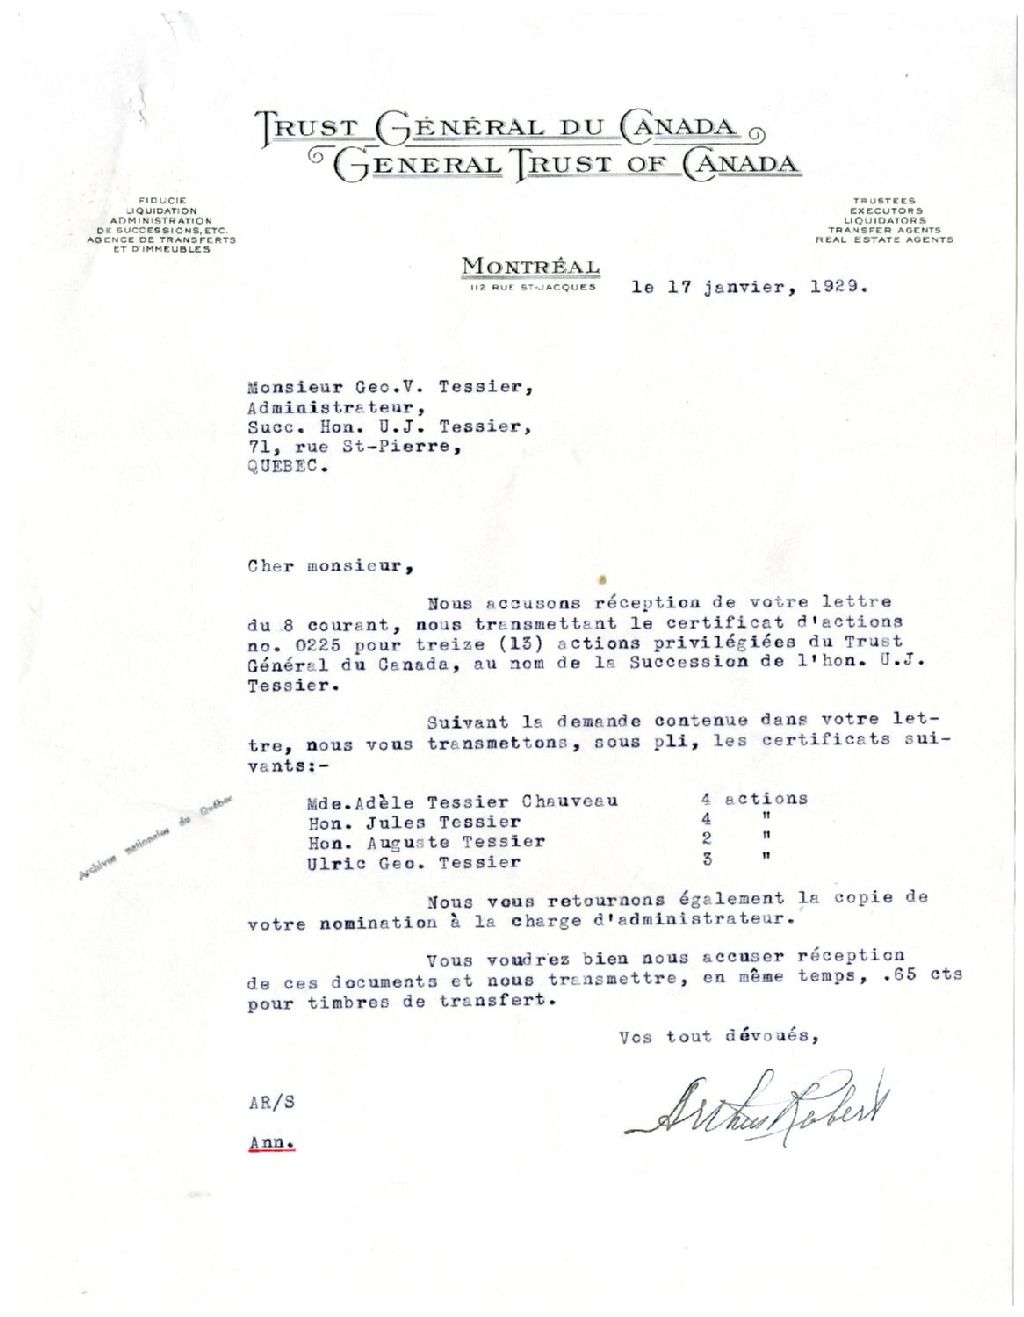 TRUST GÉNÉRAL DU CANADA
GENERAL TRUST OF CANADA
FIDUCIE
LIQUIDATION
ADMINISTRATION
DE SUCCESSIONS, ETC.
AGENCE DE TRANSFERTS
ET D'IMMEUBLES
TRUSTEES
EXECUTORS
LIQUIDATORS
TRANSFER AGENTS
REAL ESTATE AGENTS
MONTRÉAL
112 RUE ST-JACQUES
le 17 janvier, 1929.
Monsieur Geo.V. Tessier,
Administrateur,
Succ. Hon. U.J. Tessier,
71, rue St-Pierre,
QUEBEC.
Cher monsieur,
Nous accusons réception de votre lettre
du 8 courant, nous transmettant le certificat d'actions
no. 0225 pour treize (13) actions privilégiées du Trust
Général du Canada, au nom de la Succession de l'hon. U.J.
Tessier.
Suivant la demande contenue dans votre let-
tre, nous vous transmettons, sous pli, les certificats sui-
vants:-
Mde.Adèle Tessier Chauveau 4 actions
Hon. Jules Tessier 4 "
Hon. Auguste Tessier 2 "
Ulric Geo. Tessier 3 "
Archives nationales du Québec
Nous vous retournons également la copie de
votre nomination à la charge d'administrateur.
Vous voudrez bien nous accuser réception
de ces documents et nous transmettre, en même temps, .65 cts
pour timbres de transfert.
Vos tout dévoués,
Arthur Robert
AR/S
Ann.